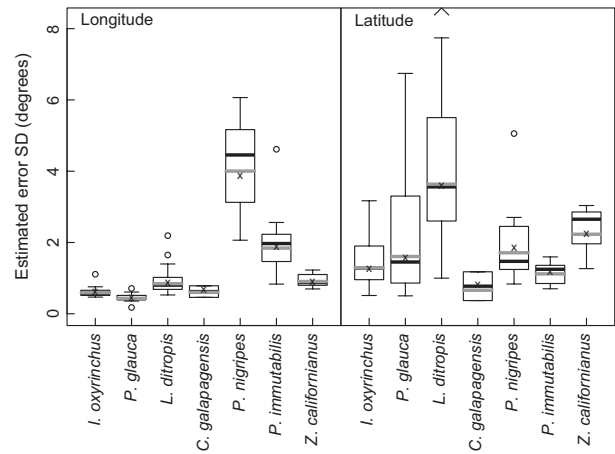 Longitude
Latitude
Estimated error SD (degrees)
8
6
4
2
0
I. oxyrinchus
P. glauca
L. ditropis
C. galapagensis
P. nigripes
P. immutabilis
Z. californianus
I. oxyrinchus
P. glauca
L. ditropis
C. galapagensis
P. nigripes
P. immutabilis
Z. californianus